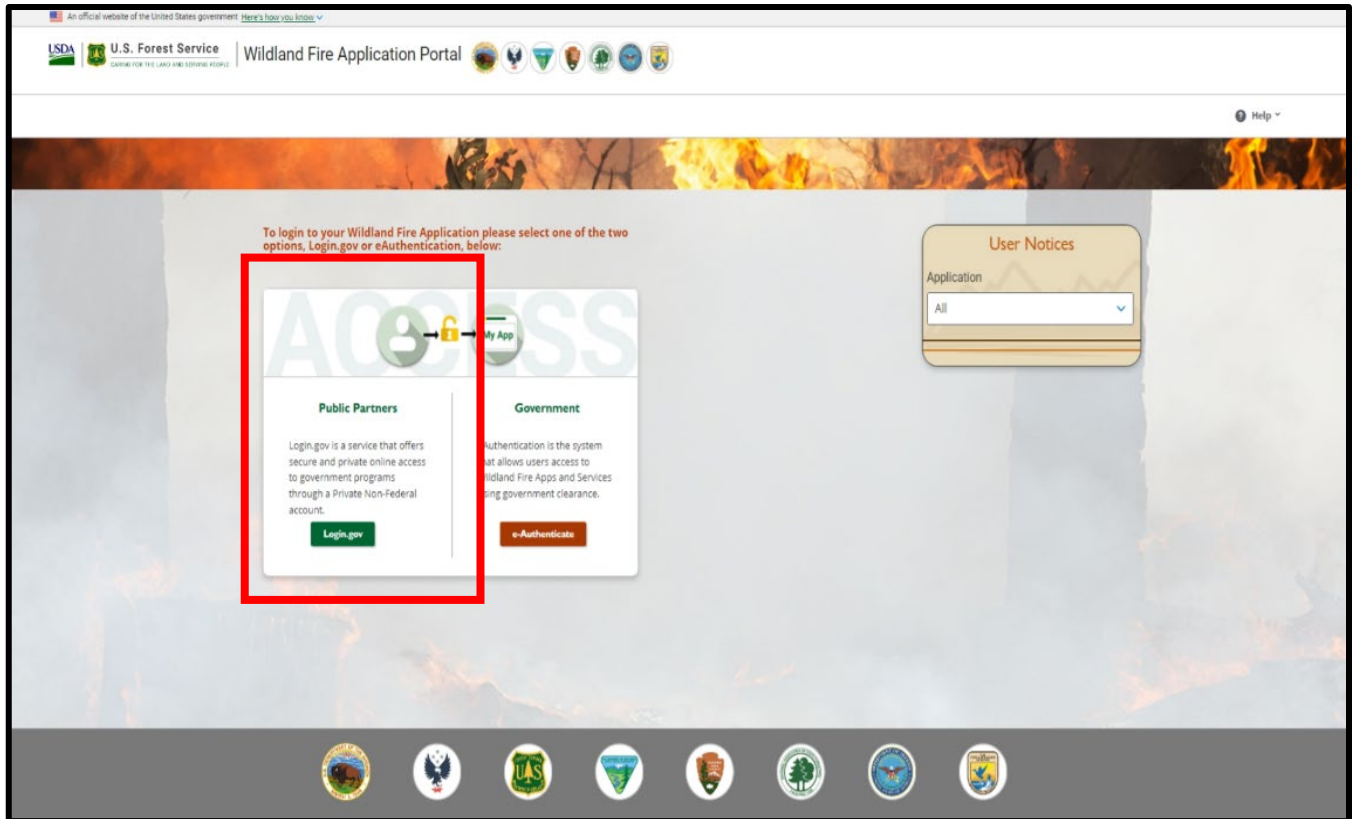 An official website of the United States government Here's how you know
USDA
U.S. Forest Service
CARING FOR THE LAND AND SERVING PEOPLE
Wildland Fire Application Portal
Help
To login to your Wildland Fire Application please select one of the two
options, Login.gov or eAuthentication, below:
User Notices
Application
All
ACCESS
My App
Public Partners
Login.gov is a service that offers
secure and private online access
to government programs
through a Private Non-Federal
account.
Login.gov
Government
Authentication is the system
hat allows users access to
Wildland Fire Apps and Services
sing government clearance.
e-Authenticate
UAS